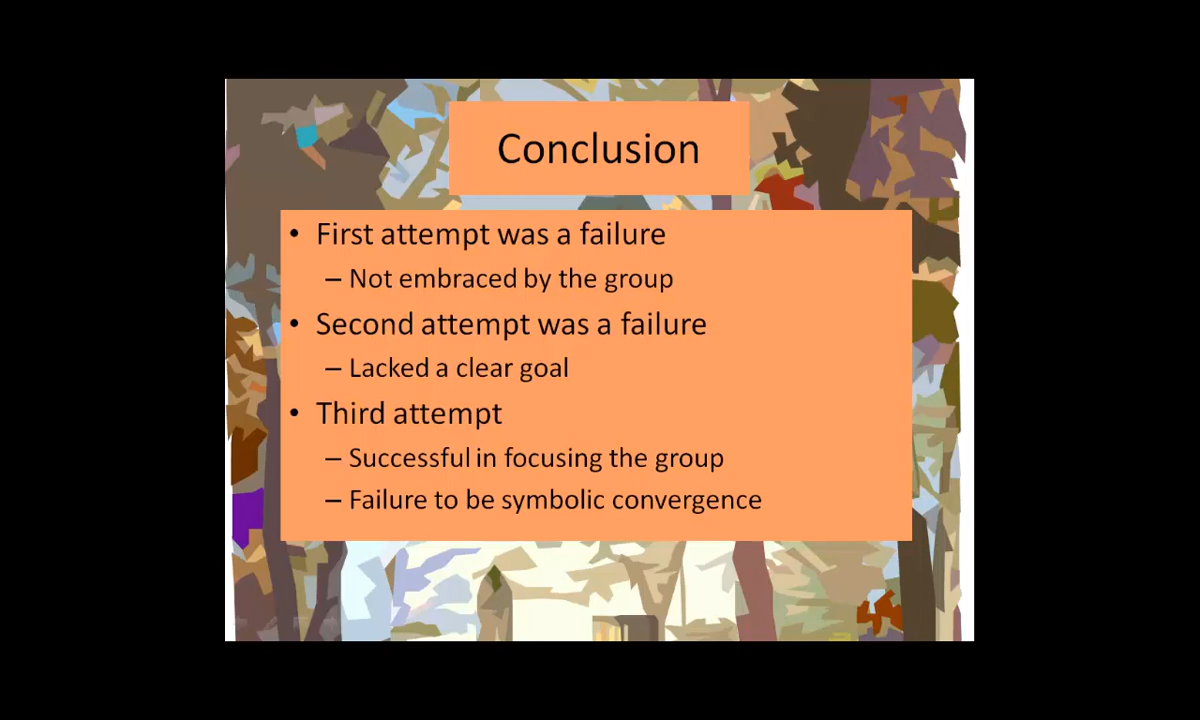 Conclusion
• First attempt was a failure
– Not embraced by the group
• Second attempt was a failure
– Lacked a clear goal
• Third attempt
– Successful in focusing the group
– Failure to be symbolic convergence